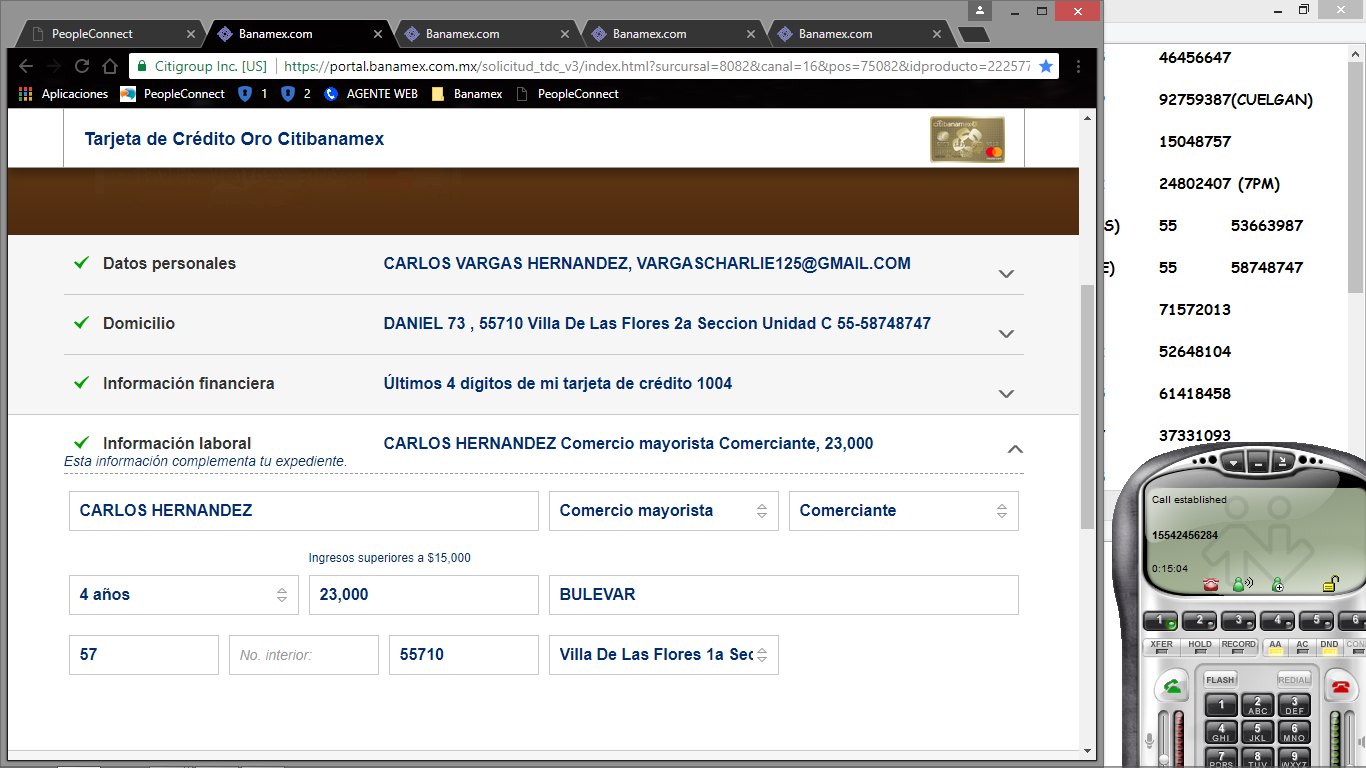 PeopleConnect
Banamex.com
Banamex.com
Banamex.com
Banamex.com
Citigroup Inc. [US] https://portal.banamex.com.mx/solicitud_tdc_v3/index.html?surcursal=8082&canal=16&pos=75082&idproducto=222577
Aplicaciones PeopleConnect 1 2 AGENTE WEB Banamex PeopleConnect
Tarjeta de Crédito Oro Citibanamex
citibanamex
Datos personales CARLOS VARGAS HERNANDEZ, VARGASCHARLIE125@GMAIL.COM
Domicilio DANIEL 73 , 55710 Villa De Las Flores 2a Seccion Unidad C 55-58748747
Información financiera Últimos 4 dígitos de mi tarjeta de crédito 1004
Información laboral CARLOS HERNANDEZ Comercio mayorista Comerciante, 23,000
Esta información complementa tu expediente.
CARLOS HERNANDEZ Comercio mayorista Comerciante
Ingresos superiores a $15,000
4 años 23,000 BULEVAR
57 No. interior: 55710 Villa De Las Flores 1a Sec
46456647
92759387(CUELGAN)
15048757
24802407 (7PM)
S) 55 53663987
E) 55 58748747
71572013
52648104
61418458
37331093
Call established
15542456284
0:15:04
1 2 3 4 5 6
XFER HOLD RECORD AA AC DND CON
FLASH REDIAL
1 2 ABC 3 DEF
4 GHI 5 JKL 6 MNO
7 PQRS 8 TUV 9 WXYZ